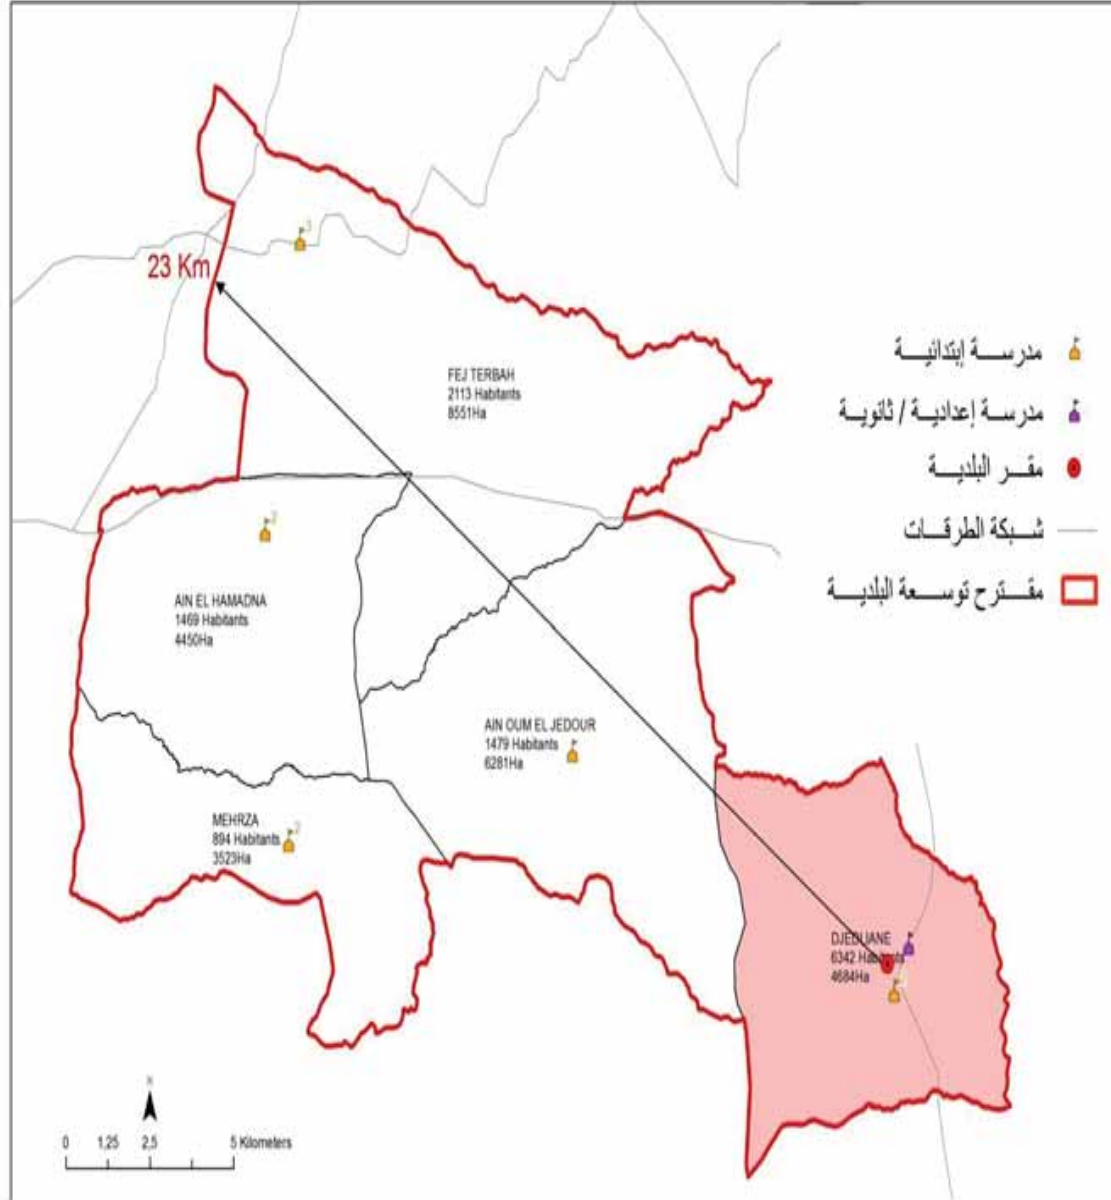 23 Km
FEJ TERBAH
2113 Habitants
8551Ha
مدرسة إبتدائية
مدرسة إعدادية / ثانوية
مقر البلدية
شبكة الطرقات
مقترح توسعة البلدية
AIN EL HAMADNA
1469 Habitants
4450Ha
AIN OUM EL JEDOUR
1479 Habitants
6281Ha
MEHRZA
894 Habitants
3523Ha
DJEDLIANE
6342 Habitants
4684Ha
N
0 1,25 2,5 5 Kilometers